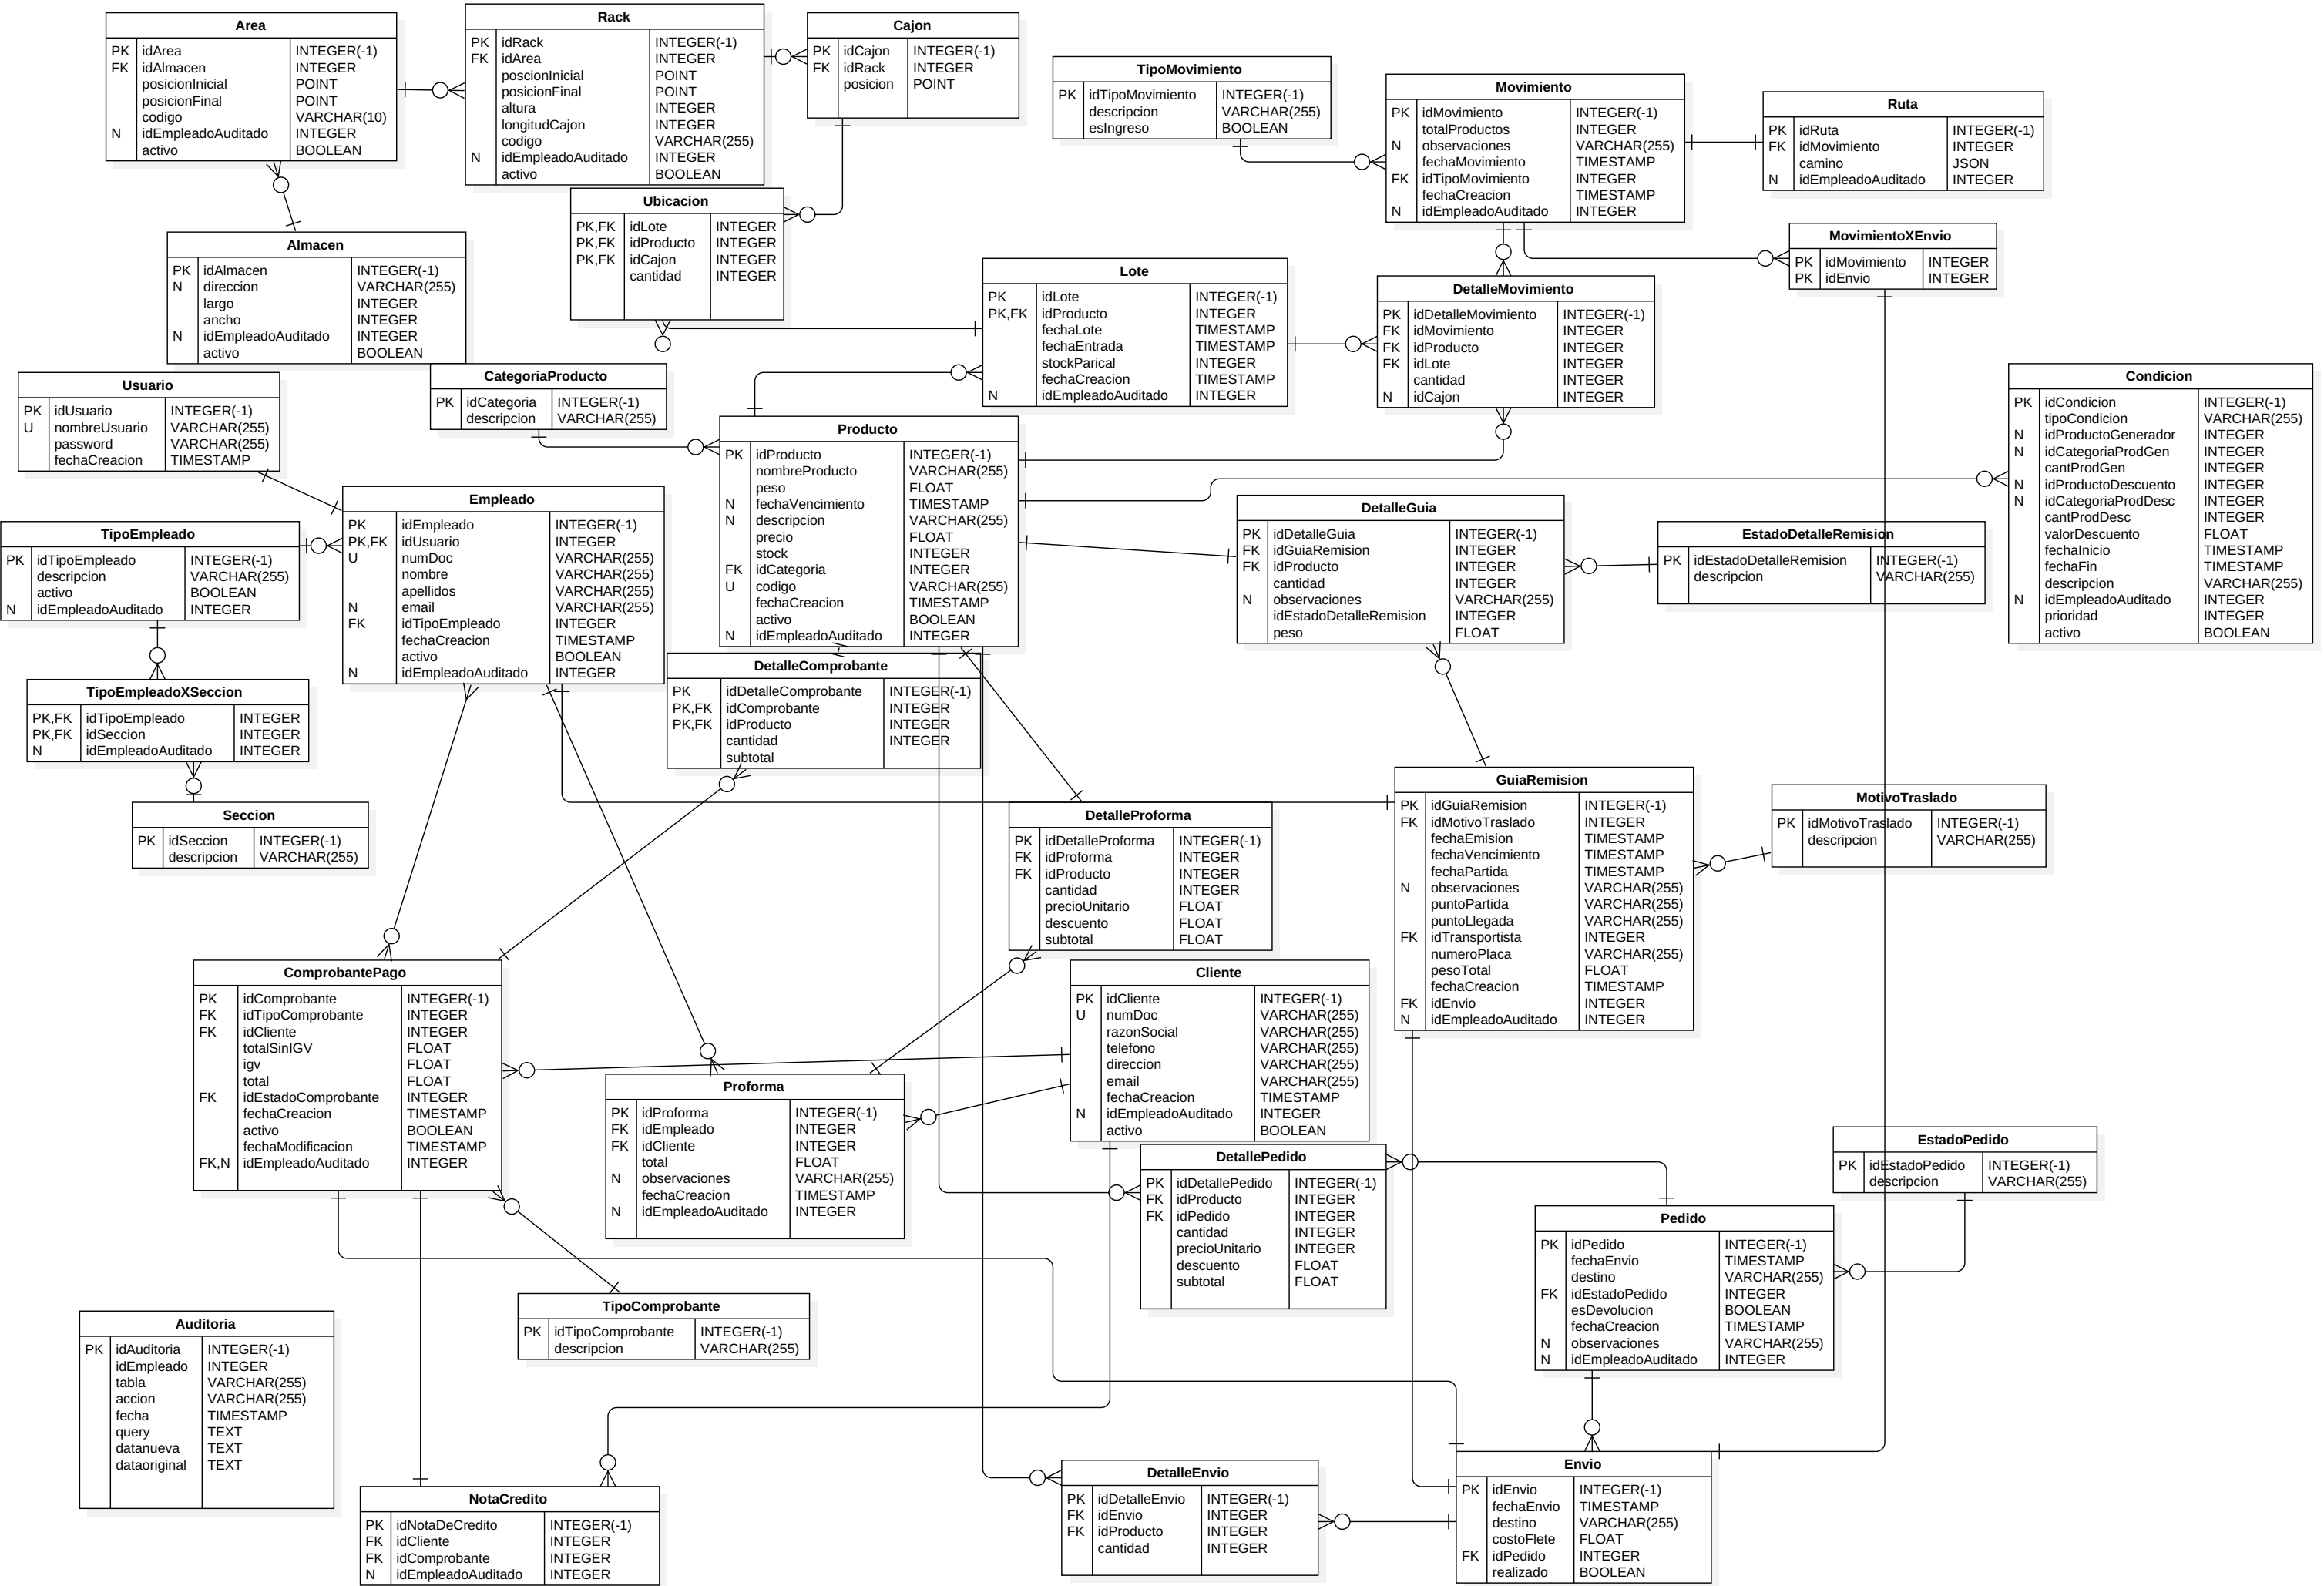 Area
PK idArea INTEGER(-1)
FK idAlmacen INTEGER
posicionInicial POINT
posicionFinal POINT
codigo VARCHAR(10)
N idEmpleadoAuditado INTEGER
activo BOOLEAN
Rack
PK idRack INTEGER(-1)
FK idArea INTEGER
poscionInicial POINT
posicionFinal POINT
altura INTEGER
longitudCajon INTEGER
codigo VARCHAR(255)
N idEmpleadoAuditado INTEGER
activo BOOLEAN
Cajon
PK idCajon INTEGER(-1)
FK idRack INTEGER
posicion POINT
TipoMovimiento
PK idTipoMovimiento INTEGER(-1)
descripcion VARCHAR(255)
esIngreso BOOLEAN
Movimiento
PK idMovimiento INTEGER(-1)
totalProductos INTEGER
N observaciones VARCHAR(255)
fechaMovimiento TIMESTAMP
FK idTipoMovimiento INTEGER
fechaCreacion TIMESTAMP
N idEmpleadoAuditado INTEGER
Ruta
PK idRuta INTEGER(-1)
FK idMovimiento INTEGER
camino JSON
N idEmpleadoAuditado INTEGER
Ubicacion
PK,FK idLote INTEGER
PK,FK idProducto INTEGER
PK,FK idCajon INTEGER
cantidad INTEGER
MovimientoXEnvio
PK idMovimiento INTEGER
PK idEnvio INTEGER
Almacen
PK idAlmacen INTEGER(-1)
N direccion VARCHAR(255)
largo INTEGER
ancho INTEGER
N idEmpleadoAuditado INTEGER
activo BOOLEAN
Lote
PK idLote INTEGER(-1)
PK,FK idProducto INTEGER
fechaLote TIMESTAMP
fechaEntrada TIMESTAMP
stockParical INTEGER
fechaCreacion TIMESTAMP
N idEmpleadoAuditado INTEGER
DetalleMovimiento
PK idDetalleMovimiento INTEGER(-1)
FK idMovimiento INTEGER
FK idProducto INTEGER
FK idLote INTEGER
cantidad INTEGER
N idCajon INTEGER
Usuario
PK idUsuario INTEGER(-1)
U nombreUsuario VARCHAR(255)
password VARCHAR(255)
fechaCreacion TIMESTAMP
CategoriaProducto
PK idCategoria INTEGER(-1)
descripcion VARCHAR(255)
Condicion
PK idCondicion INTEGER(-1)
tipoCondicion VARCHAR(255)
N idProductoGenerador INTEGER
N idCategoriaProdGen INTEGER
cantProdGen INTEGER
N idProductoDescuento INTEGER
N idCategoriaProdDesc INTEGER
cantProdDesc INTEGER
valorDescuento FLOAT
fechaInicio TIMESTAMP
fechaFin TIMESTAMP
descripcion VARCHAR(255)
N idEmpleadoAuditado INTEGER
prioridad INTEGER
activo BOOLEAN
Producto
PK idProducto INTEGER(-1)
nombreProducto VARCHAR(255)
peso FLOAT
N fechaVencimiento TIMESTAMP
N descripcion VARCHAR(255)
precio FLOAT
stock INTEGER
FK idCategoria INTEGER
U codigo VARCHAR(255)
fechaCreacion TIMESTAMP
activo BOOLEAN
N idEmpleadoAuditado INTEGER
Empleado
PK idEmpleado INTEGER(-1)
PK,FK idUsuario INTEGER
U numDoc VARCHAR(255)
nombre VARCHAR(255)
apellidos VARCHAR(255)
N email VARCHAR(255)
FK idTipoEmpleado INTEGER
fechaCreacion TIMESTAMP
activo BOOLEAN
N idEmpleadoAuditado INTEGER
DetalleGuia
PK idDetalleGuia INTEGER(-1)
FK idGuiaRemision INTEGER
FK idProducto INTEGER
cantidad INTEGER
N observaciones VARCHAR(255)
idEstadoDetalleRemision INTEGER
peso FLOAT
EstadoDetalleRemision
PK idEstadoDetalleRemision INTEGER(-1)
descripcion VARCHAR(255)
TipoEmpleado
PK idTipoEmpleado INTEGER(-1)
descripcion VARCHAR(255)
activo BOOLEAN
N idEmpleadoAuditado INTEGER
DetalleComprobante
PK idDetalleComprobante INTEGER(-1)
PK,FK idComprobante INTEGER
PK,FK idProducto INTEGER
cantidad INTEGER
subtotal
TipoEmpleadoXSeccion
PK,FK idTipoEmpleado INTEGER
PK,FK idSeccion INTEGER
N idEmpleadoAuditado INTEGER
Seccion
PK idSeccion INTEGER(-1)
descripcion VARCHAR(255)
GuiaRemision
PK idGuiaRemision INTEGER(-1)
FK idMotivoTraslado INTEGER
fechaEmision TIMESTAMP
fechaVencimiento TIMESTAMP
fechaPartida TIMESTAMP
N observaciones VARCHAR(255)
puntoPartida VARCHAR(255)
puntoLlegada VARCHAR(255)
FK idTransportista INTEGER
numeroPlaca VARCHAR(255)
pesoTotal FLOAT
fechaCreacion TIMESTAMP
FK idEnvio INTEGER
N idEmpleadoAuditado INTEGER
MotivoTraslado
PK idMotivoTraslado INTEGER(-1)
descripcion VARCHAR(255)
DetalleProforma
PK idDetalleProforma INTEGER(-1)
FK idProforma INTEGER
FK idProducto INTEGER
cantidad INTEGER
precioUnitario FLOAT
descuento FLOAT
subtotal FLOAT
ComprobantePago
PK idComprobante INTEGER(-1)
FK idTipoComprobante INTEGER
FK idCliente INTEGER
totalSinIGV FLOAT
igv FLOAT
total FLOAT
FK idEstadoComprobante INTEGER
fechaCreacion TIMESTAMP
activo BOOLEAN
fechaModificacion TIMESTAMP
FK,N idEmpleadoAuditado INTEGER
Cliente
PK idCliente INTEGER(-1)
U numDoc VARCHAR(255)
razonSocial VARCHAR(255)
telefono VARCHAR(255)
direccion VARCHAR(255)
email VARCHAR(255)
fechaCreacion TIMESTAMP
N idEmpleadoAuditado INTEGER
activo BOOLEAN
Proforma
PK idProforma INTEGER(-1)
FK idEmpleado INTEGER
FK idCliente INTEGER
total FLOAT
N observaciones VARCHAR(255)
fechaCreacion TIMESTAMP
N idEmpleadoAuditado INTEGER
DetallePedido
PK idDetallePedido INTEGER(-1)
FK idProducto INTEGER
FK idPedido INTEGER
cantidad INTEGER
precioUnitario INTEGER
descuento FLOAT
subtotal FLOAT
EstadoPedido
PK idEstadoPedido INTEGER(-1)
descripcion VARCHAR(255)
Pedido
PK idPedido INTEGER(-1)
fechaEnvio TIMESTAMP
destino VARCHAR(255)
FK idEstadoPedido INTEGER
esDevolucion BOOLEAN
fechaCreacion TIMESTAMP
N observaciones VARCHAR(255)
N idEmpleadoAuditado INTEGER
TipoComprobante
PK idTipoComprobante INTEGER(-1)
descripcion VARCHAR(255)
Auditoria
PK idAuditoria INTEGER(-1)
idEmpleado INTEGER
tabla VARCHAR(255)
accion VARCHAR(255)
fecha TIMESTAMP
query TEXT
datanueva TEXT
dataoriginal TEXT
NotaCredito
PK idNotaDeCredito INTEGER(-1)
FK idCliente INTEGER
FK idComprobante INTEGER
N idEmpleadoAuditado INTEGER
DetalleEnvio
PK idDetalleEnvio INTEGER(-1)
FK idEnvio INTEGER
FK idProducto INTEGER
cantidad INTEGER
Envio
PK idEnvio INTEGER(-1)
fechaEnvio TIMESTAMP
destino VARCHAR(255)
costoFlete FLOAT
FK idPedido INTEGER
realizado BOOLEAN